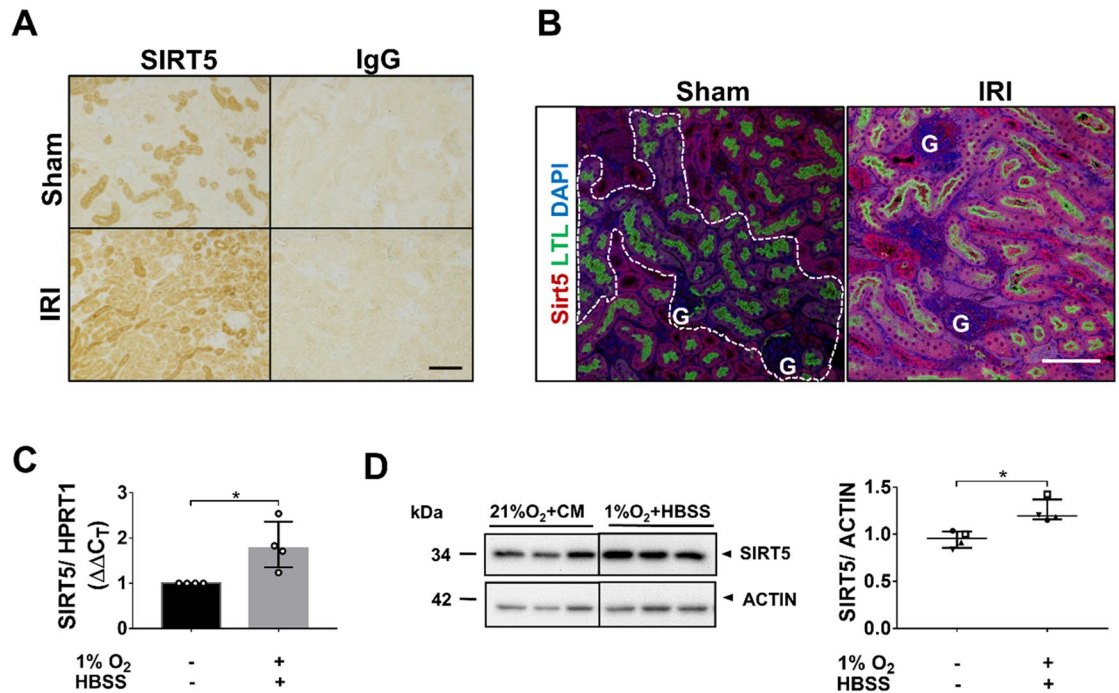 A
SIRT5 IgG
Sham
IRI
B
Sham IRI
Sirt5 LTL DAPI
G
G
G
G
C
SIRT5/ HPRT1
(ΔΔC_T)
3
2
1
0
*
1% O₂ - +
HBSS - +
D
kDa 21%O₂+CM 1%O₂+HBSS
34 SIRT5
42 ACTIN
SIRT5/ ACTIN
1.5
1.0
0.5
0.0
*
1% O₂ - +
HBSS - +